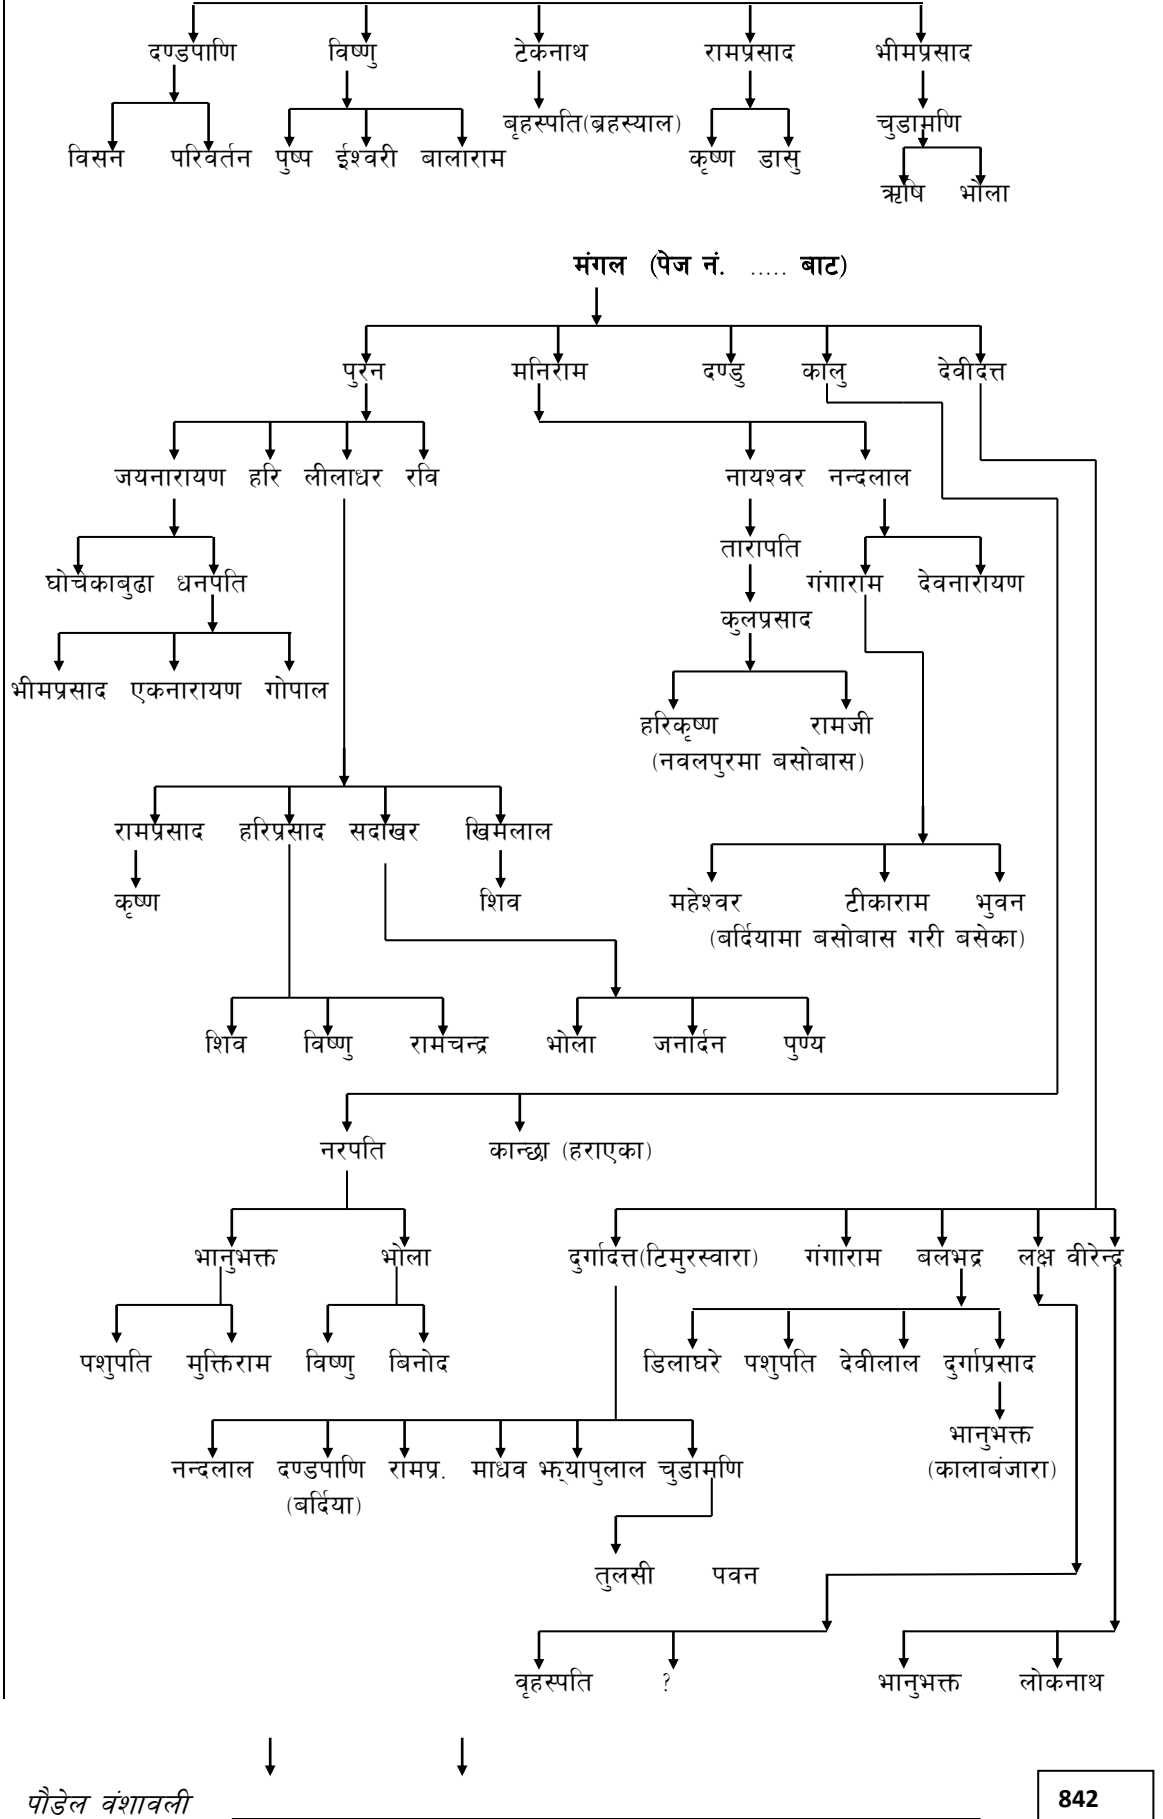 दण्डपाणि विष्णु टेकनाथ रामप्रसाद भीमप्रसाद
बृहस्पति(ब्रहस्याल) चुडामणि
विसन परिवर्तन पुष्प ईश्वरी बालाराम कृष्ण डासु
ऋषि भोला
मंगल (पेज नं. ..... बाट)
पुरन मनिराम दण्डु कालु देवीदत्त
जयनारायण हरि लीलाधर रवि नायश्वर नन्दलाल
तारापति
घोचेकाबुढा धनपति गंगाराम देवनारायण
कुलप्रसाद
भीमप्रसाद एकनारायण गोपाल
हरिकृष्ण रामजी
(नवलपुरमा बसोबास)
रामप्रसाद हरिप्रसाद सदाखर खिमलाल
कृष्ण शिव महेश्वर टीकाराम भुवन
(बर्दियामा बसोबास गरी बसेका)
शिव विष्णु रामचन्द्र भोला जनार्दन पुण्य
नरपति कान्छा (हराएका)
भानुभक्त भोला दुर्गादत्त(टिमुरस्वारा) गंगाराम बलभद्र लक्ष वीरेन्द्र
पशुपति मुक्तिराम विष्णु बिनोद डिलाघरे पशुपति देवीलाल दुर्गाप्रसाद
भानुभक्त
नन्दलाल दण्डपाणि रामप्र. माधव झ्यापुलाल चुडामणि (कालाबंजारा)
(बर्दिया)
तुलसी पवन
वृहस्पति ? भानुभक्त लोकनाथ
पौडेल वंशावली 842